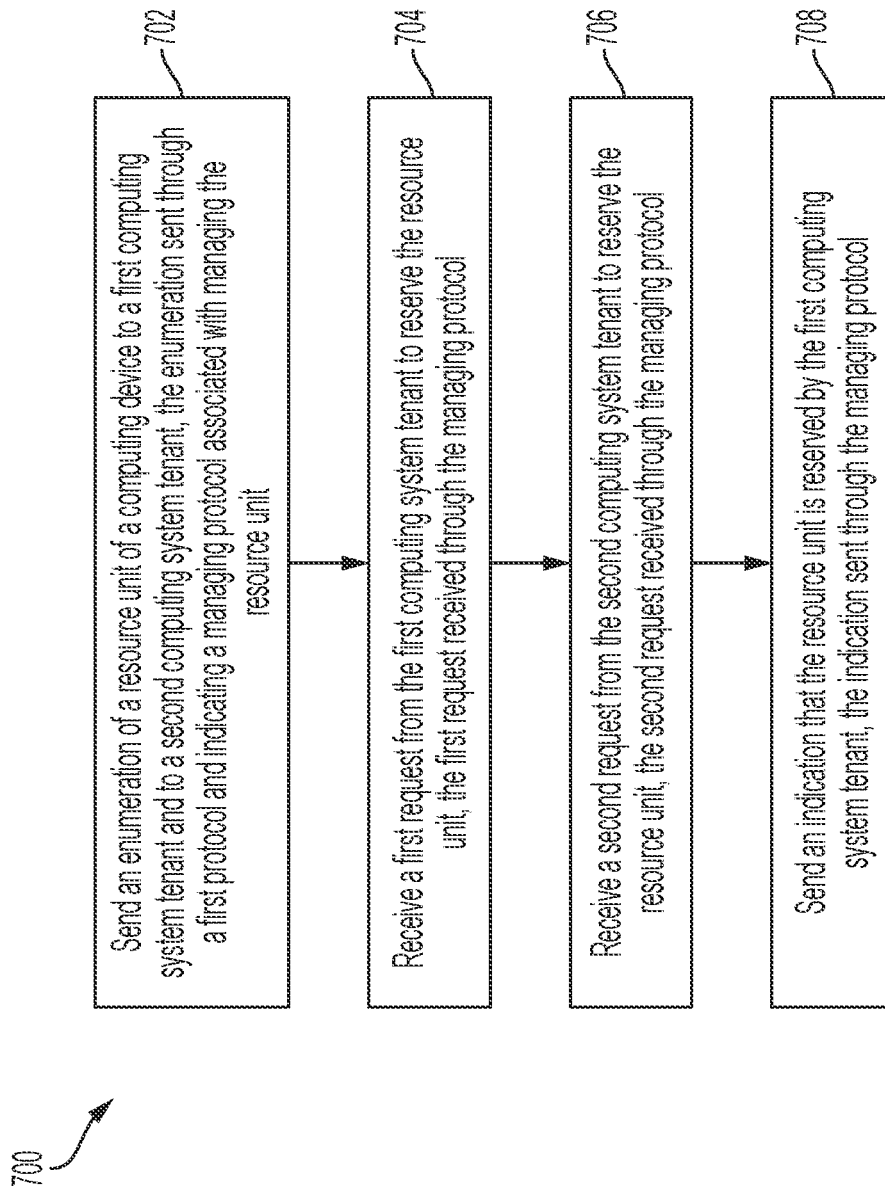 700
Send an enumeration of a resource unit of a computing device to a first computing
system tenant and to a second computing system tenant, the enumeration sent through
a first protocol and indicating a managing protocol associated with managing the
resource unit
702
Receive a first request from the first computing system tenant to reserve the resource
unit, the first request received through the managing protocol
704
Receive a second request from the second computing system tenant to reserve the
resource unit, the second request received through the managing protocol
706
Send an indication that the resource unit is reserved by the first computing
system tenant, the indication sent through the managing protocol
708